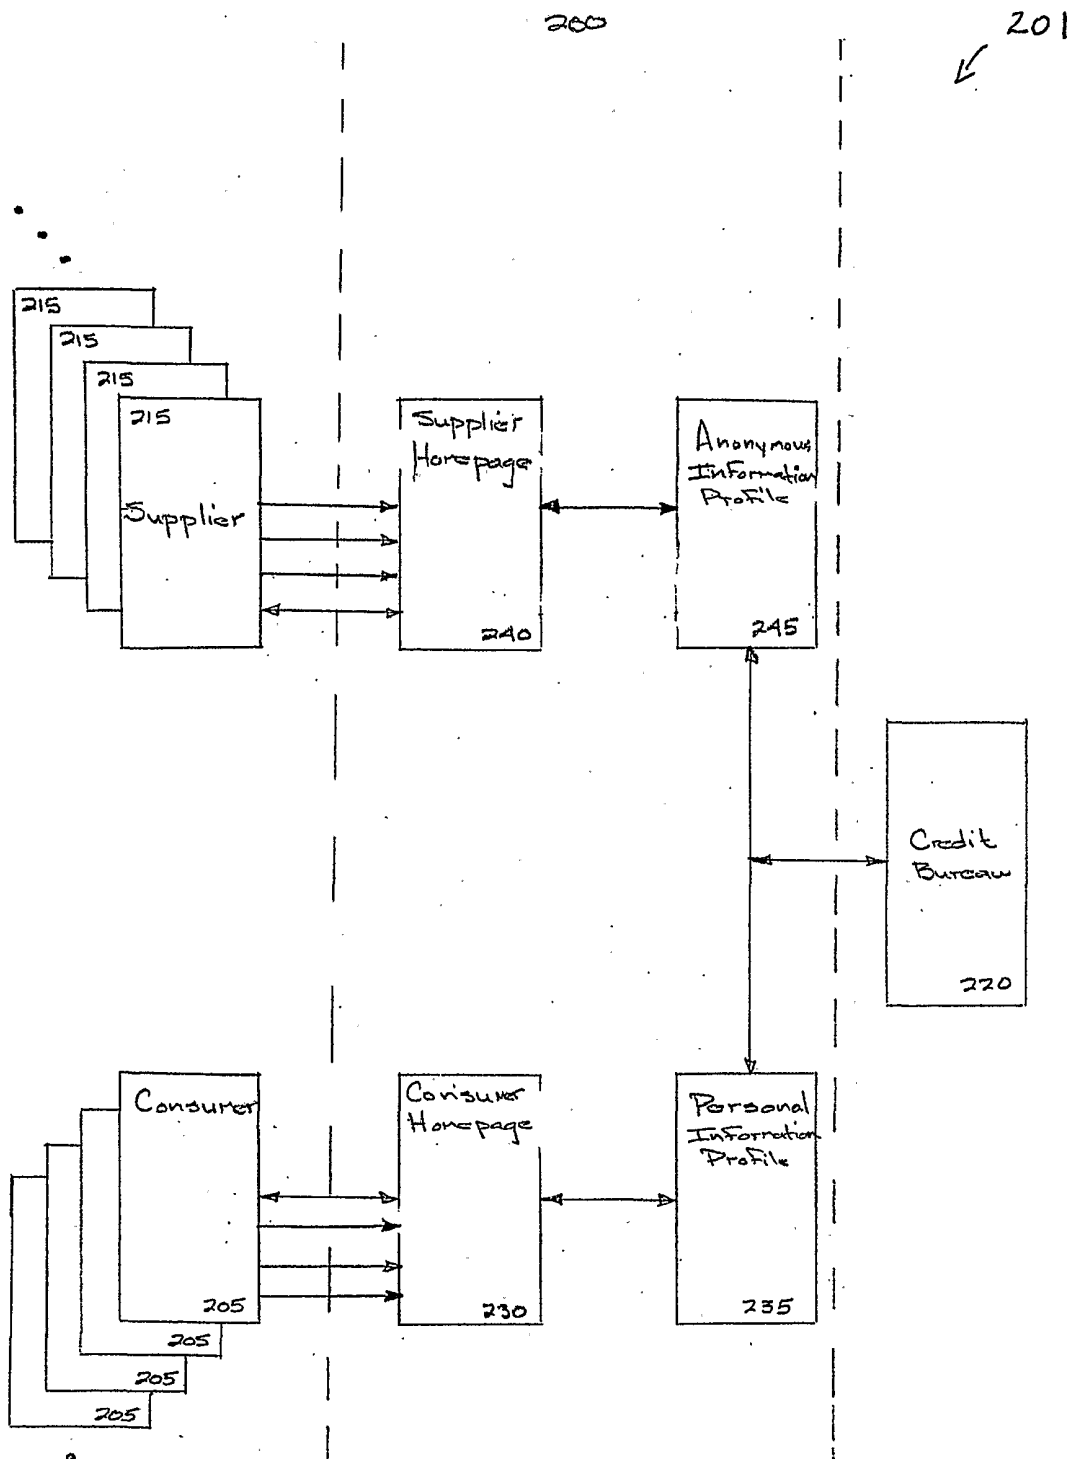 200
201
215
215
215
215
Supplier
Supplier
Homepage
240
Anonymous
Information
Profile
245
Credit
Bureau
220
Consumer
205
205
205
205
Consumer
Homepage
230
Personal
Information
Profile
235